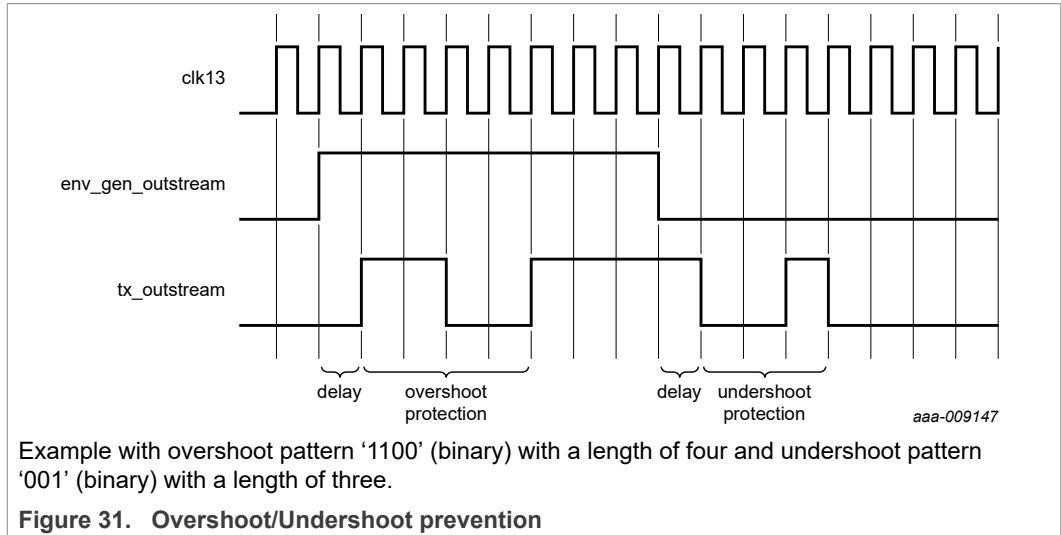 clk13
env_gen_outstream
tx_outstream
delay overshoot delay undershoot
protection protection
aaa-009147
Example with overshoot pattern ‘1100’ (binary) with a length of four and undershoot pattern
‘001’ (binary) with a length of three.
Figure 31. Overshoot/Undershoot prevention